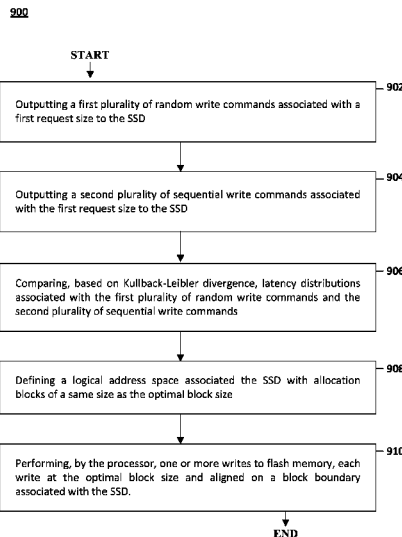 900
START
902
Outputting a first plurality of random write commands associated with a
first request size to the SSD
904
Outputting a second plurality of sequential write commands associated
with the first request size to the SSD
906
Comparing, based on Kullback-Leibler divergence, latency distributions
associated with the first plurality of random write commands and the
second plurality of sequential write commands
908
Defining a logical address space associated the SSD with allocation
blocks of a same size as the optimal block size
910
Performing, by the processor, one or more writes to flash memory, each
write at the optimal block size and aligned on a block boundary
associated with the SSD.
END